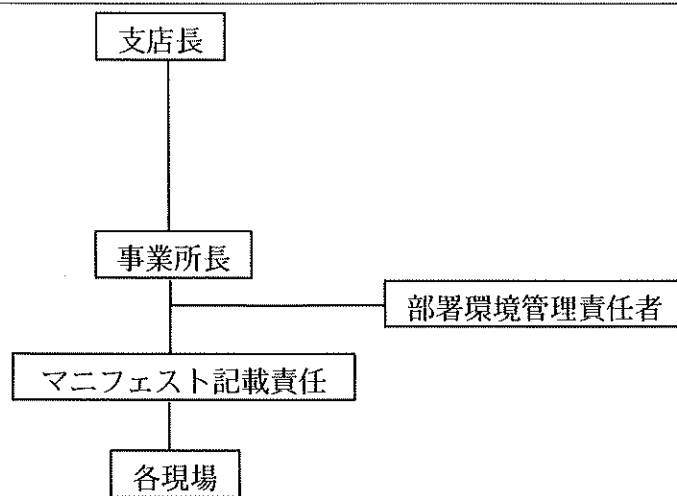 支店長
事業所長
部署環境管理責任者
マニフェスト記載責任
各現場